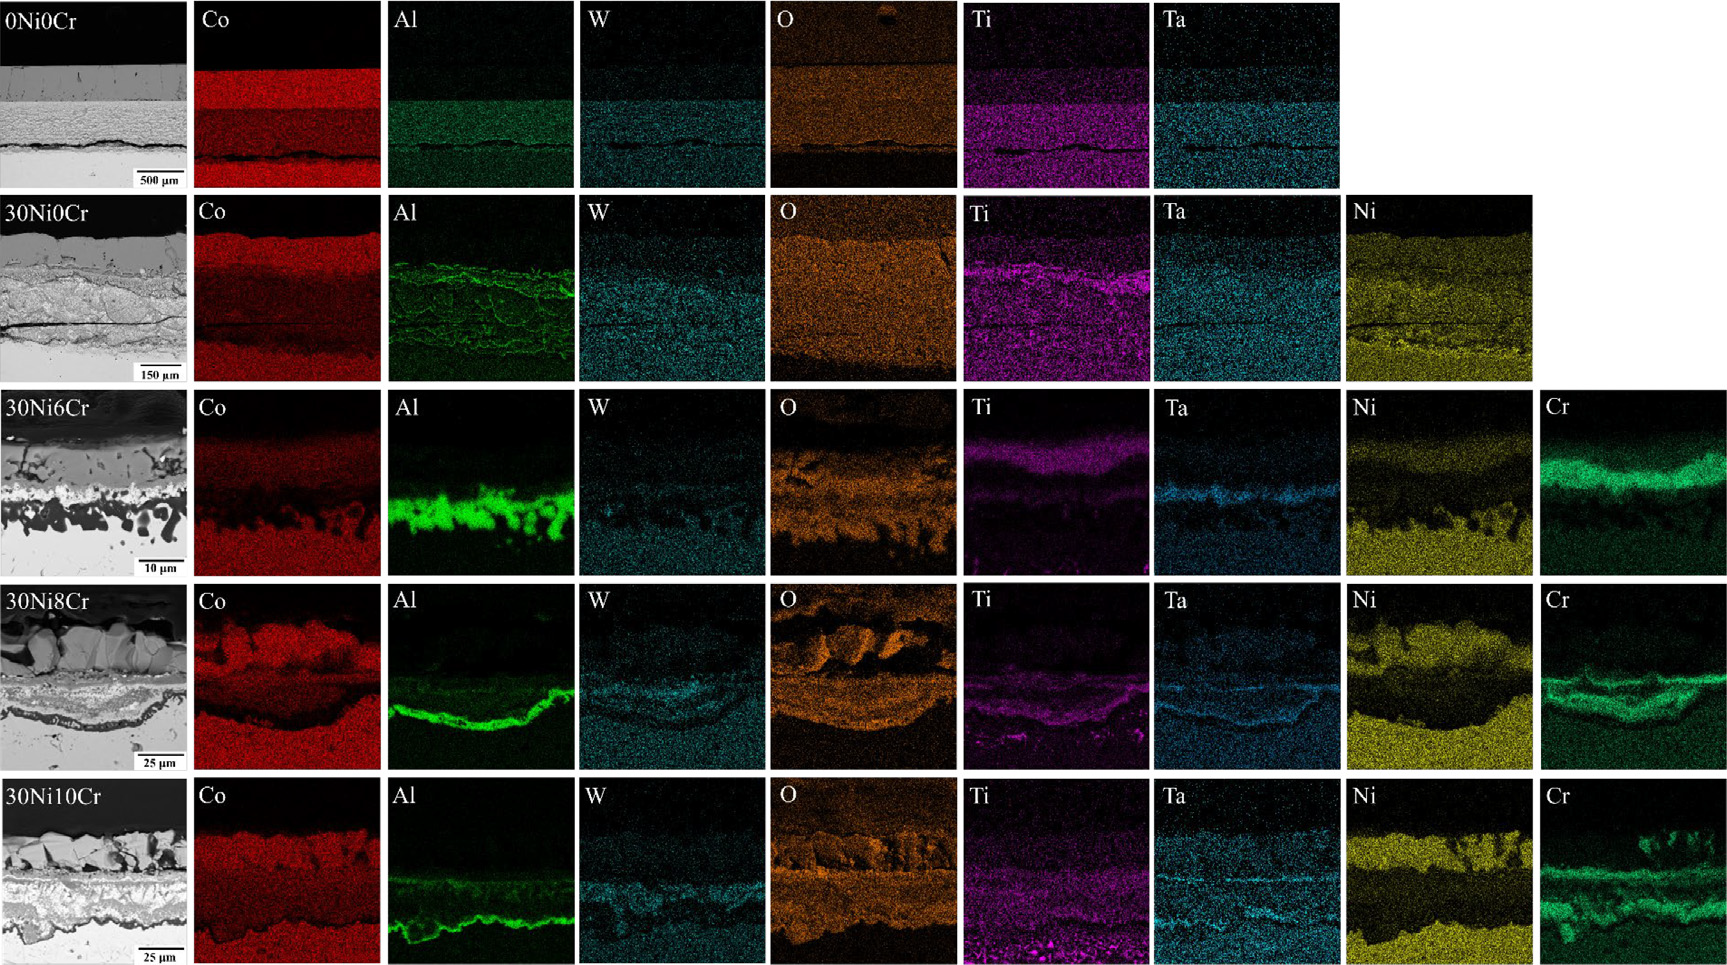 0Ni0Cr Co Al W O Ti Ta
500 μm
30Ni0Cr Co Al W O Ti Ta Ni
150 μm
30Ni6Cr Co Al W O Ti Ta Ni Cr
10 μm
30Ni8Cr Co Al W O Ti Ta Ni Cr
25 μm
30Ni10Cr Co Al W O Ti Ta Ni Cr
25 μm